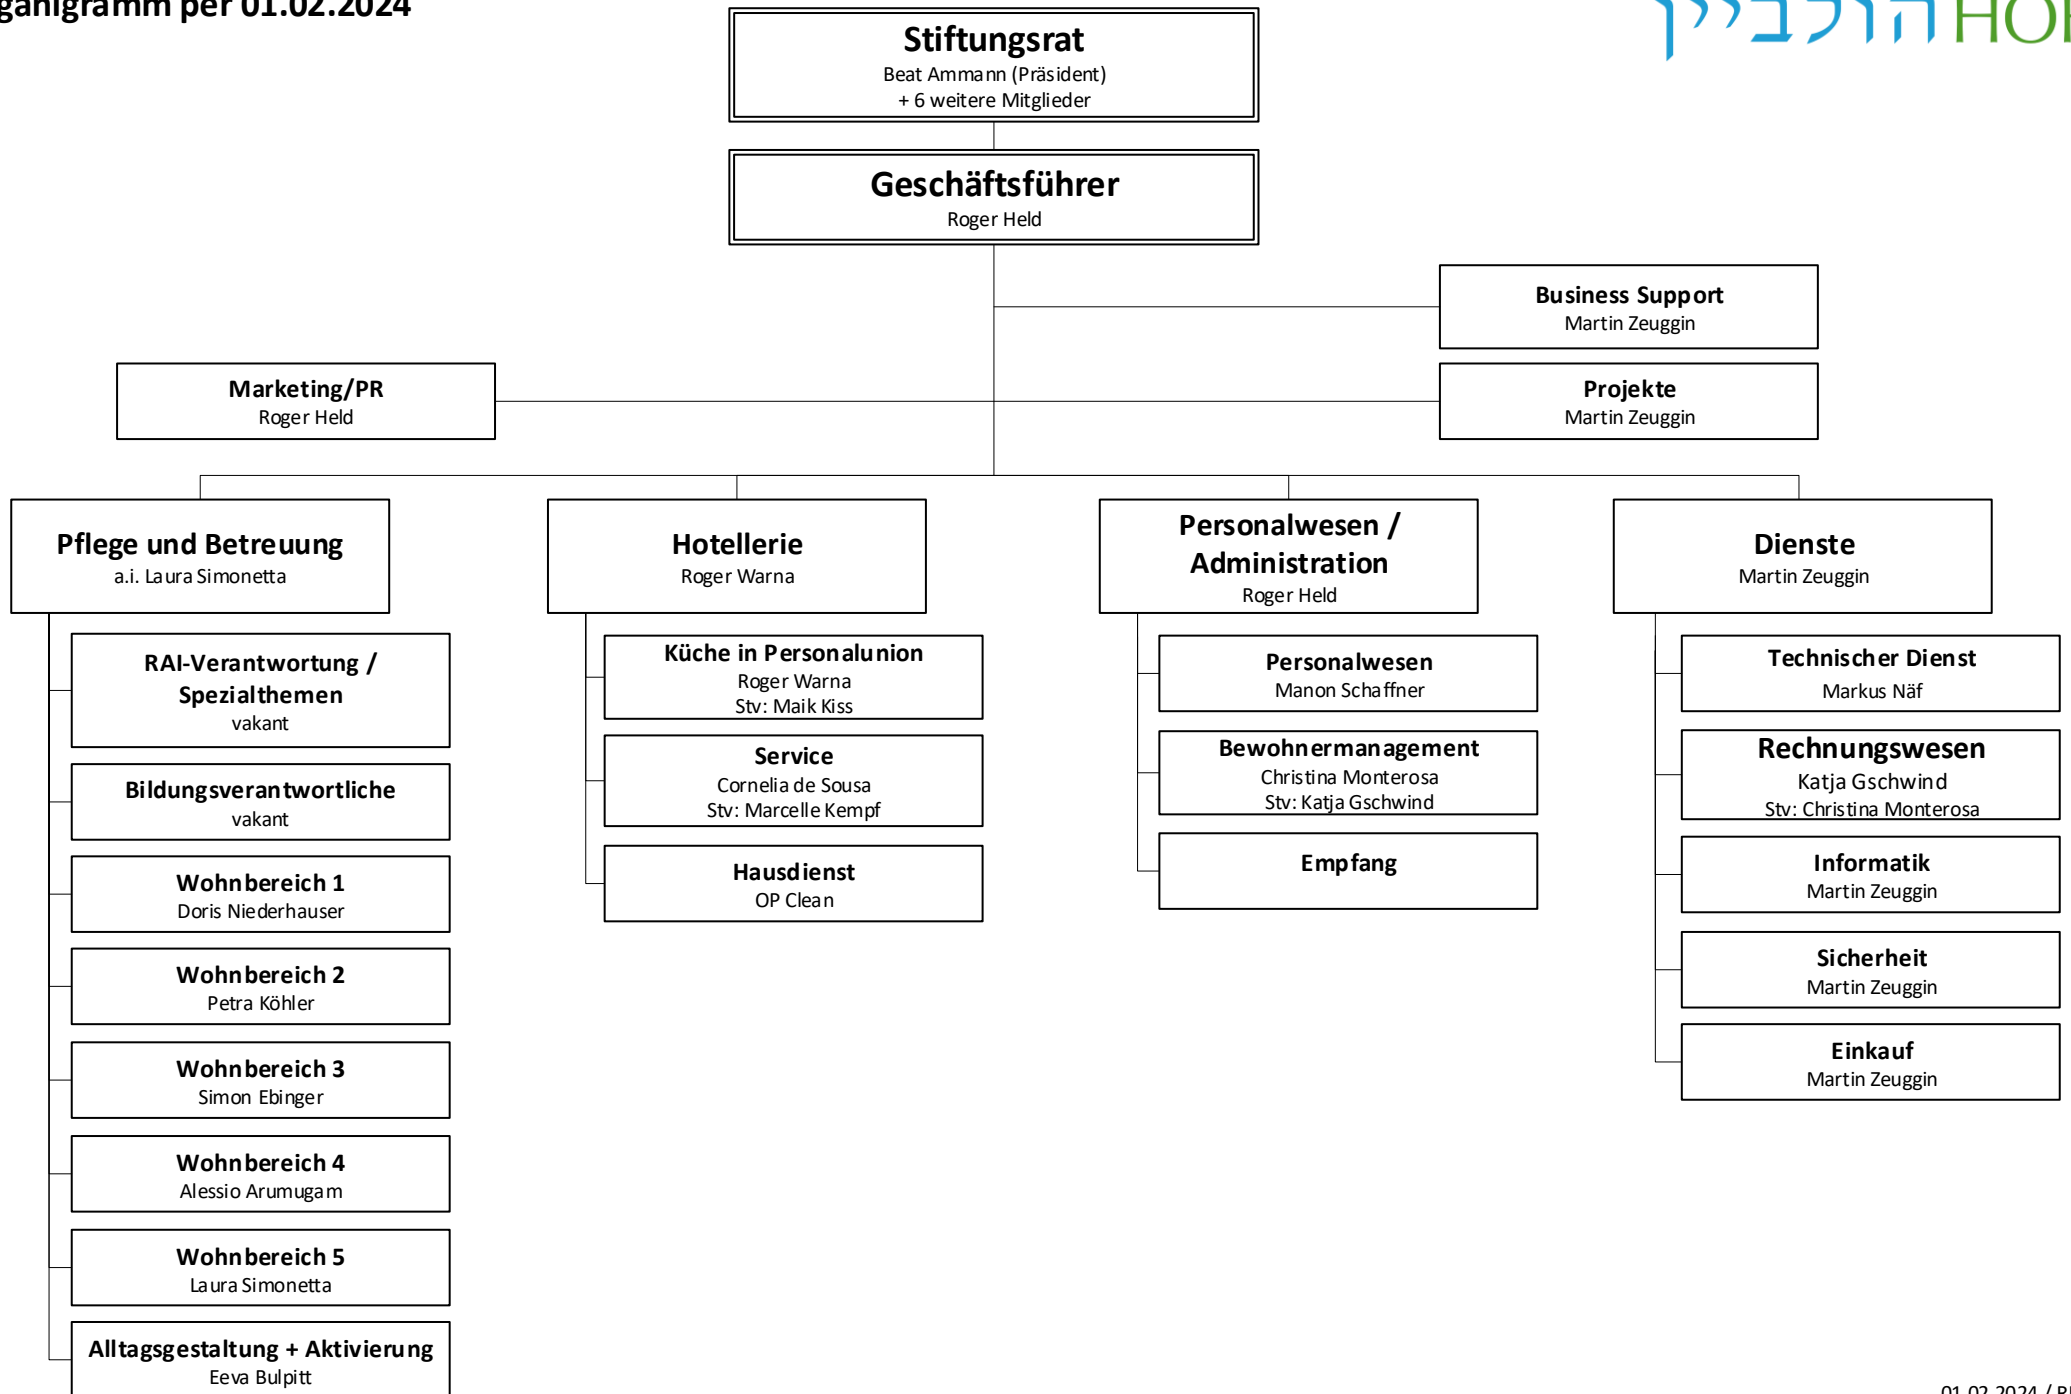 ganigramm per 01.02.2024
הולביין HO
Stiftungsrat
Beat Ammann (Präsident)
+ 6 weitere Mitglieder
Geschäftsführer
Roger Held
Business Support
Martin Zeuggin
Marketing/PR
Roger Held
Projekte
Martin Zeuggin
Pflege und Betreuung
a.i. Laura Simonetta
RAI-Verantwortung /
Spezialthemen
vakant
Bildungsverantwortliche
vakant
Wohnbereich 1
Doris Niederhauser
Wohnbereich 2
Petra Köhler
Wohnbereich 3
Simon Ebinger
Wohnbereich 4
Alessio Arumugam
Wohnbereich 5
Laura Simonetta
Alltagsgestaltung + Aktivierung
Eeva Bulpitt
Hotellerie
Roger Warna
Küche in Personalunion
Roger Warna
Stv: Maik Kiss
Service
Cornelia de Sousa
Stv: Marcelle Kempf
Hausdienst
OP Clean
Personalwesen /
Administration
Roger Held
Personalwesen
Manon Schaffner
Bewohnermanagement
Christina Monterosa
Stv: Katja Gschwind
Empfang
Dienste
Martin Zeuggin
Technischer Dienst
Markus Näf
Rechnungswesen
Katja Gschwind
Stv: Christina Monterosa
Informatik
Martin Zeuggin
Sicherheit
Martin Zeuggin
Einkauf
Martin Zeuggin
01.02.2024 /